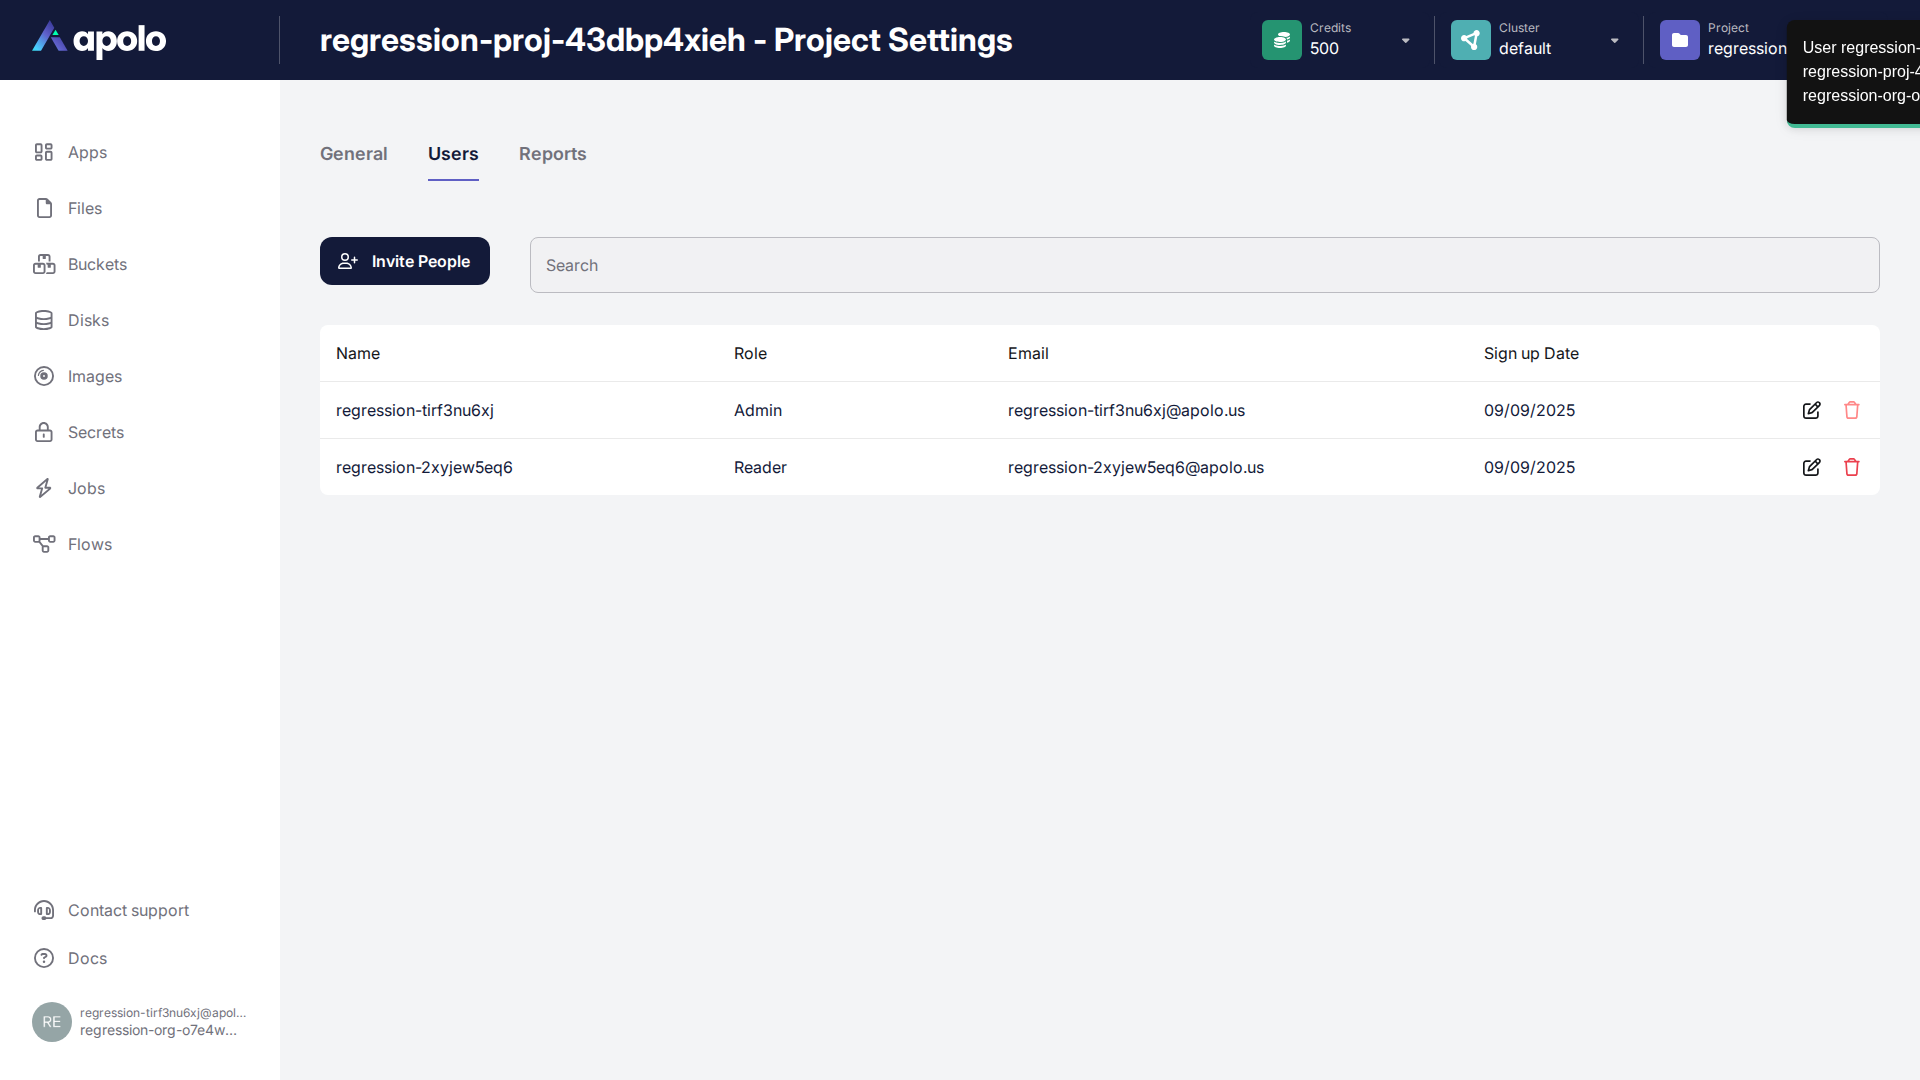 apolo
regression-proj-43dbp4xieh - Project Settings
Credits
500
Cluster
default
Project
regression
User regression-
regression-proj-4
regression-org-o
Apps
Files
Buckets
Disks
Images
Secrets
Jobs
Flows
General
Users
Reports
Invite People
Search
Name Role Email Sign up Date
regression-tirf3nu6xj Admin regression-tirf3nu6xj@apolo.us 09/09/2025
regression-2xyjew5eq6 Reader regression-2xyjew5eq6@apolo.us 09/09/2025
Contact support
Docs
RE
regression-tirf3nu6xj@apol...
regression-org-o7e4w...